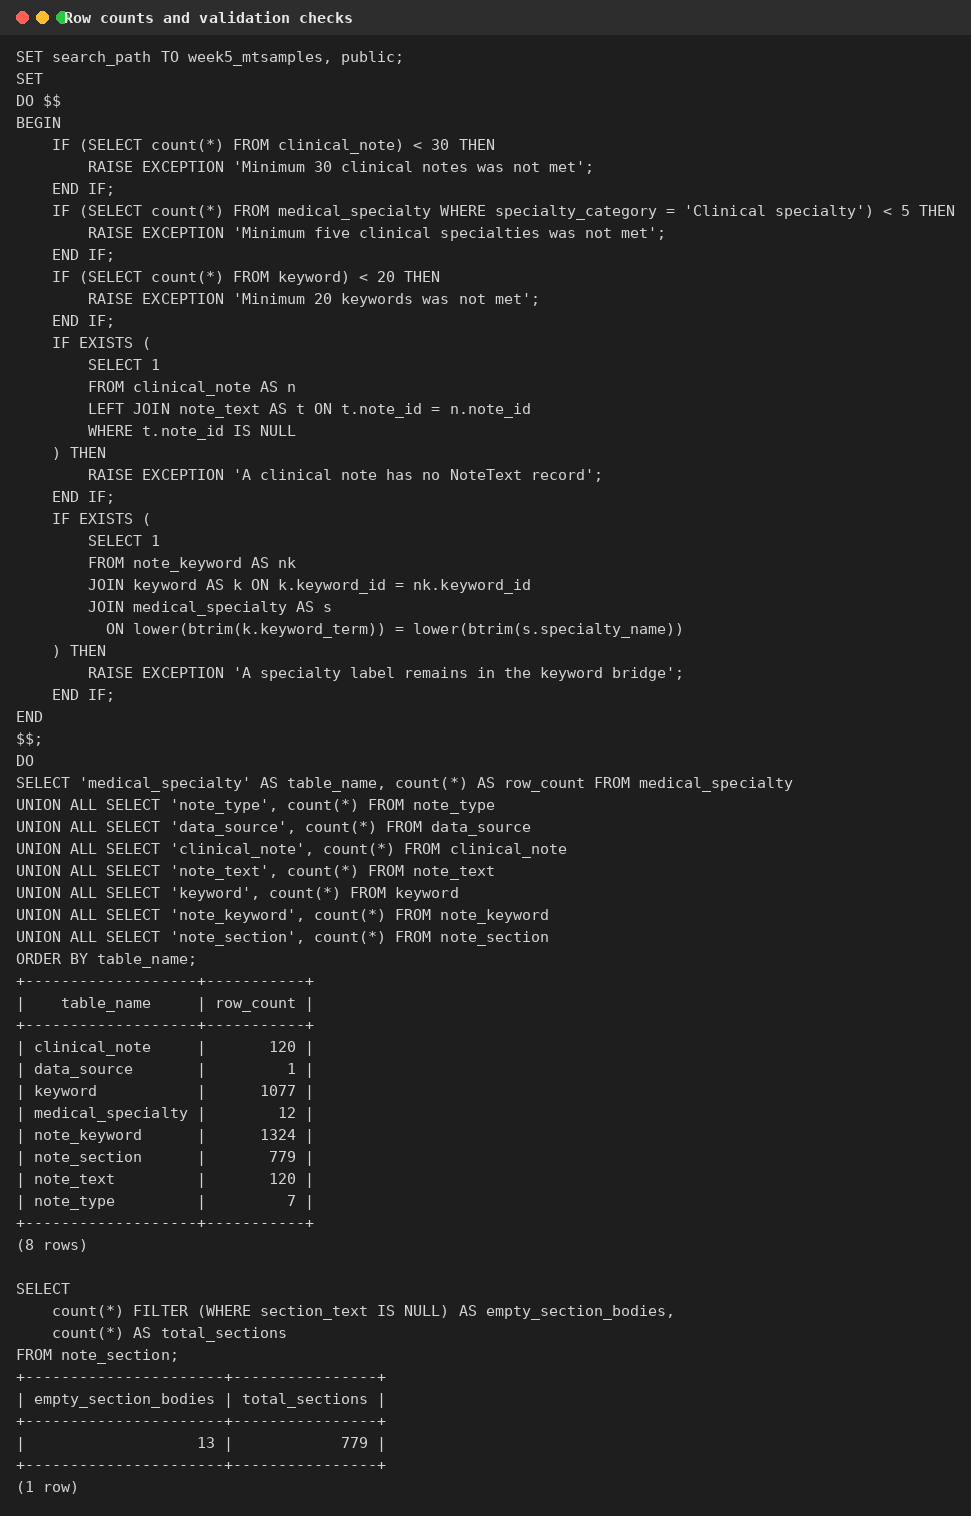 Row counts and validation checks
SET search_path TO week5_mtsamples, public;
SET
DO $$
BEGIN
    IF (SELECT count(*) FROM clinical_note) < 30 THEN
        RAISE EXCEPTION 'Minimum 30 clinical notes was not met';
    END IF;
    IF (SELECT count(*) FROM medical_specialty WHERE specialty_category = 'Clinical specialty') < 5 THEN
        RAISE EXCEPTION 'Minimum five clinical specialties was not met';
    END IF;
    IF (SELECT count(*) FROM keyword) < 20 THEN
        RAISE EXCEPTION 'Minimum 20 keywords was not met';
    END IF;
    IF EXISTS (
        SELECT 1
        FROM clinical_note AS n
        LEFT JOIN note_text AS t ON t.note_id = n.note_id
        WHERE t.note_id IS NULL
    ) THEN
        RAISE EXCEPTION 'A clinical note has no NoteText record';
    END IF;
    IF EXISTS (
        SELECT 1
        FROM note_keyword AS nk
        JOIN keyword AS k ON k.keyword_id = nk.keyword_id
        JOIN medical_specialty AS s
          ON lower(btrim(k.keyword_term)) = lower(btrim(s.specialty_name))
    ) THEN
        RAISE EXCEPTION 'A specialty label remains in the keyword bridge';
    END IF;
END
$$;
DO
SELECT 'medical_specialty' AS table_name, count(*) AS row_count FROM medical_specialty
UNION ALL SELECT 'note_type', count(*) FROM note_type
UNION ALL SELECT 'data_source', count(*) FROM data_source
UNION ALL SELECT 'clinical_note', count(*) FROM clinical_note
UNION ALL SELECT 'note_text', count(*) FROM note_text
UNION ALL SELECT 'keyword', count(*) FROM keyword
UNION ALL SELECT 'note_keyword', count(*) FROM note_keyword
UNION ALL SELECT 'note_section', count(*) FROM note_section
ORDER BY table_name;
+-------------------+-----------+
|    table_name     | row_count |
+-------------------+-----------+
| clinical_note     |       120 |
| data_source       |         1 |
| keyword           |      1077 |
| medical_specialty |        12 |
| note_keyword      |      1324 |
| note_section      |       779 |
| note_text         |       120 |
| note_type         |         7 |
+-------------------+-----------+
(8 rows)

SELECT
    count(*) FILTER (WHERE section_text IS NULL) AS empty_section_bodies,
    count(*) AS total_sections
FROM note_section;
+----------------------+----------------+
| empty_section_bodies | total_sections |
+----------------------+----------------+
|                   13 |            779 |
+----------------------+----------------+
(1 row)